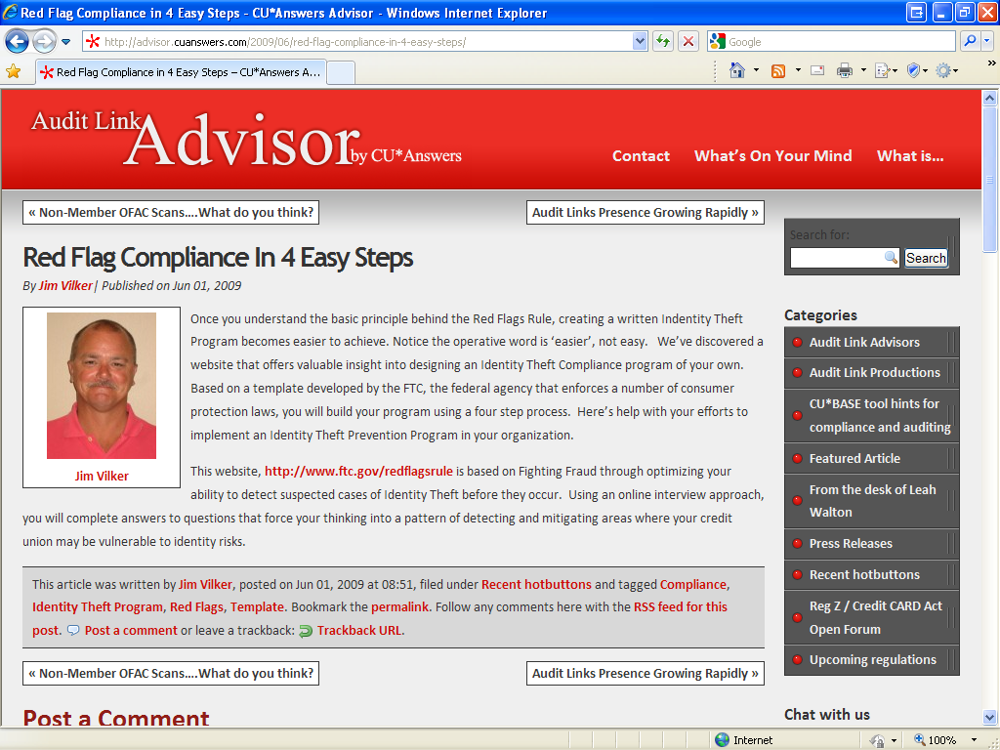 Red Flag Compliance in 4 Easy Steps - CU*Answers Advisor - Windows Internet Explorer
http://advisor.cuanswers.com/2009/06/red-flag-compliance-in-4-easy-steps/
Google
Red Flag Compliance in 4 Easy Steps – CU*Answers A...
Audit Link
Advisor
by CU*Answers
Contact
What's On Your Mind
What is...
« Non-Member OFAC Scans....What do you think?
Audit Links Presence Growing Rapidly »
Red Flag Compliance In 4 Easy Steps
By Jim Vilker| Published on Jun 01, 2009
Jim Vilker
Once you understand the basic principle behind the Red Flags Rule, creating a written Indentity Theft
Program becomes easier to achieve. Notice the operative word is ‘easier’, not easy. We’ve discovered a
website that offers valuable insight into designing an Identity Theft Compliance program of your own.
Based on a template developed by the FTC, the federal agency that enforces a number of consumer
protection laws, you will build your program using a four step process. Here’s help with your efforts to
implement an Identity Theft Prevention Program in your organization.
This website, http://www.ftc.gov/redflagsrule is based on Fighting Fraud through optimizing your
ability to detect suspected cases of Identity Theft before they occur. Using an online interview approach,
you will complete answers to questions that force your thinking into a pattern of detecting and mitigating areas where your credit
union may be vulnerable to identity risks.
This article was written by Jim Vilker, posted on Jun 01, 2009 at 08:51, filed under Recent hotbuttons and tagged Compliance,
Identity Theft Program, Red Flags, Template. Bookmark the permalink. Follow any comments here with the RSS feed for this
post. Post a comment or leave a trackback: Trackback URL.
« Non-Member OFAC Scans....What do you think?
Audit Links Presence Growing Rapidly »
Post a Comment
Search for:
Search
Categories
Audit Link Advisors
Audit Link Productions
CU*BASE tool hints for
compliance and auditing
Featured Article
From the desk of Leah
Walton
Press Releases
Recent hotbuttons
Reg Z / Credit CARD Act
Open Forum
Upcoming regulations
Chat with us
Internet
100%